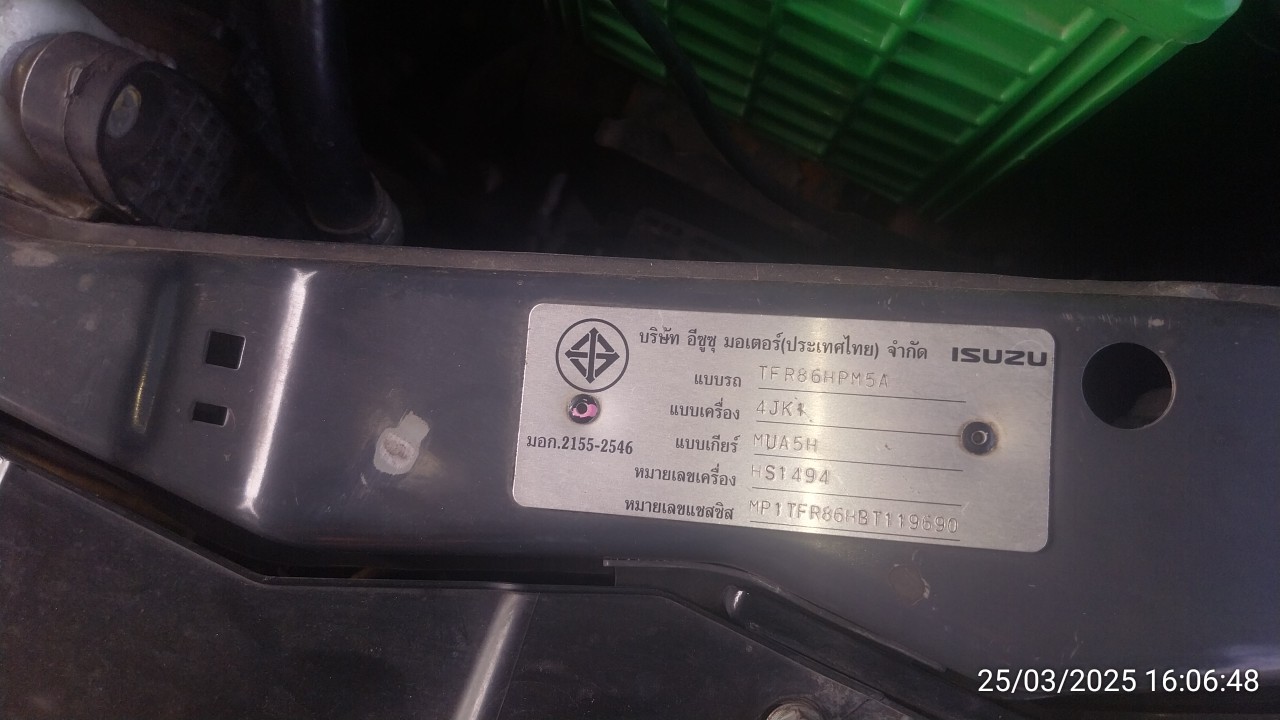 บริษัท อีซูซุ มอเตอร์(ประเทศไทย) จำกัด ISUZU
แบบรถ TFR86HPM5A
แบบเครื่อง 4JK1
มอก.2155-2546 แบบเกียร์ MUA5H
หมายเลขเครื่อง HS1494
หมายเลขแชสซิส MP1TFR86HBT119690
25/03/2025 16:06:48